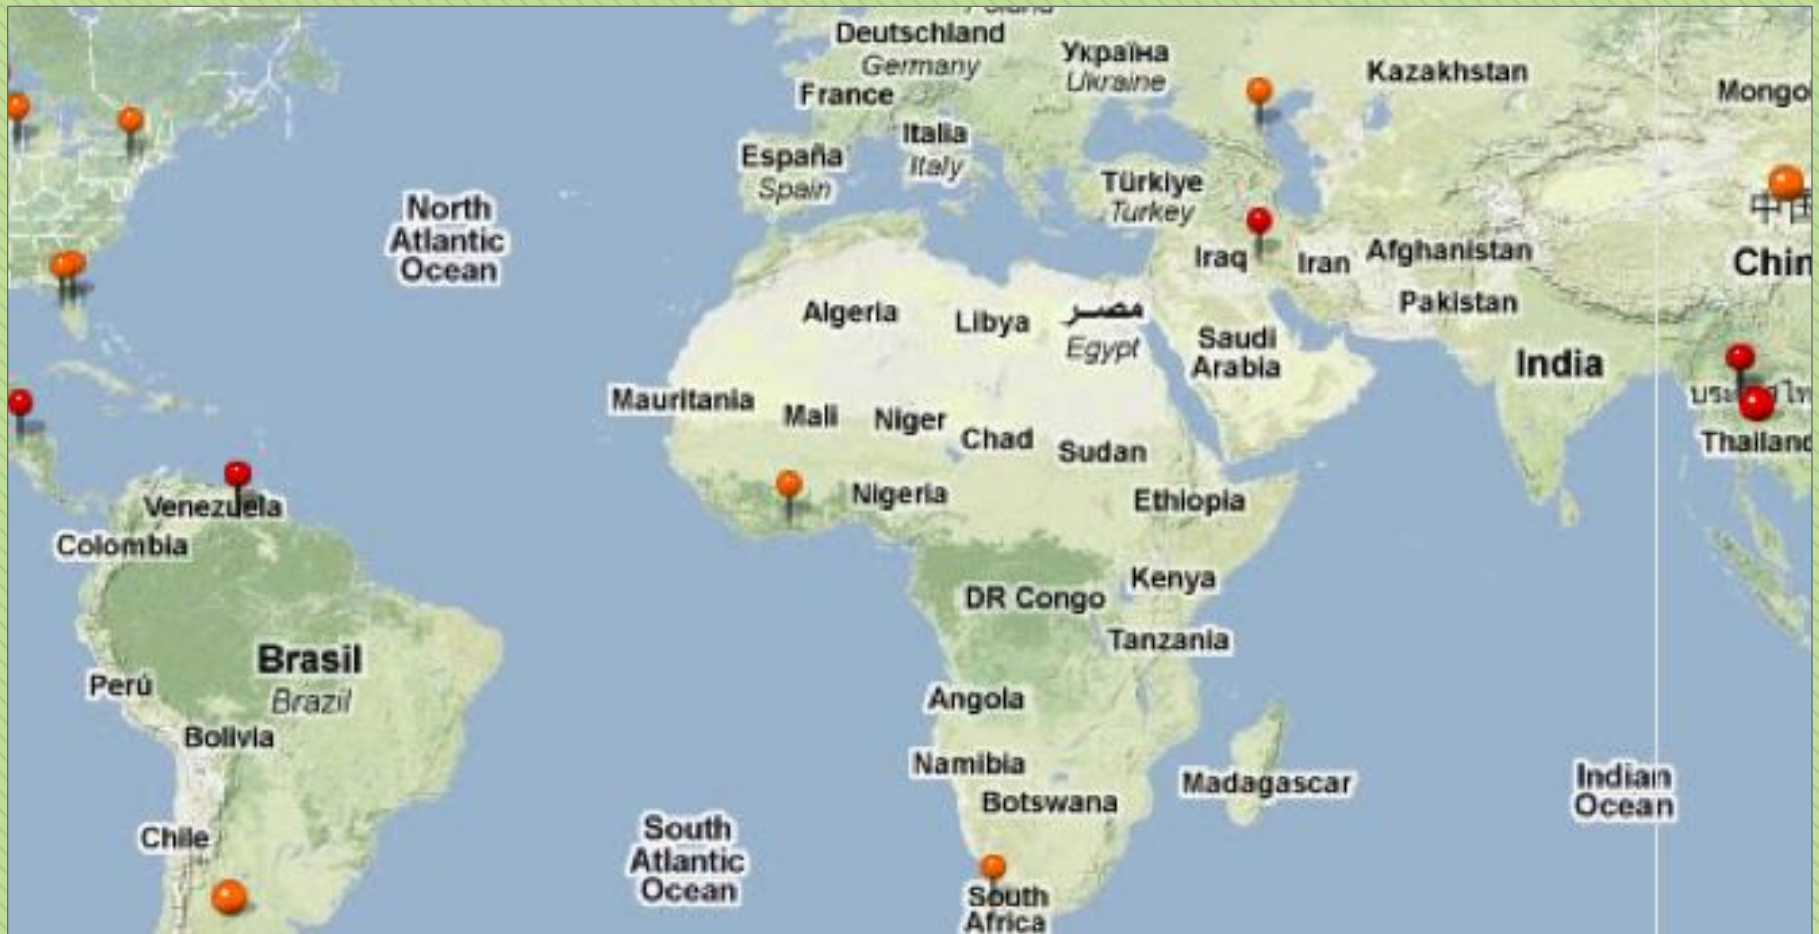 Poland
Deutschland
Germany
Україна
Ukraine
Kazakhstan
Mongo
France
Italia
Italy
España
Spain
Türkiye
Turkey
North
Atlantic
Ocean
Iraq
Iran
Afghanistan
Chin
Pakistan
Algeria
Libya
مصر
Egypt
Saudi
Arabia
India
Mauritania
Mali
Niger
Chad
Sudan
Thailand
Nigeria
Ethiopia
Venezuela
Colombia
Kenya
DR Congo
Tanzania
Brasil
Brazil
Perú
Angola
Bolivia
Namibia
Madagascar
Botswana
Indian
Ocean
Chile
South
Atlantic
Ocean
South
Africa